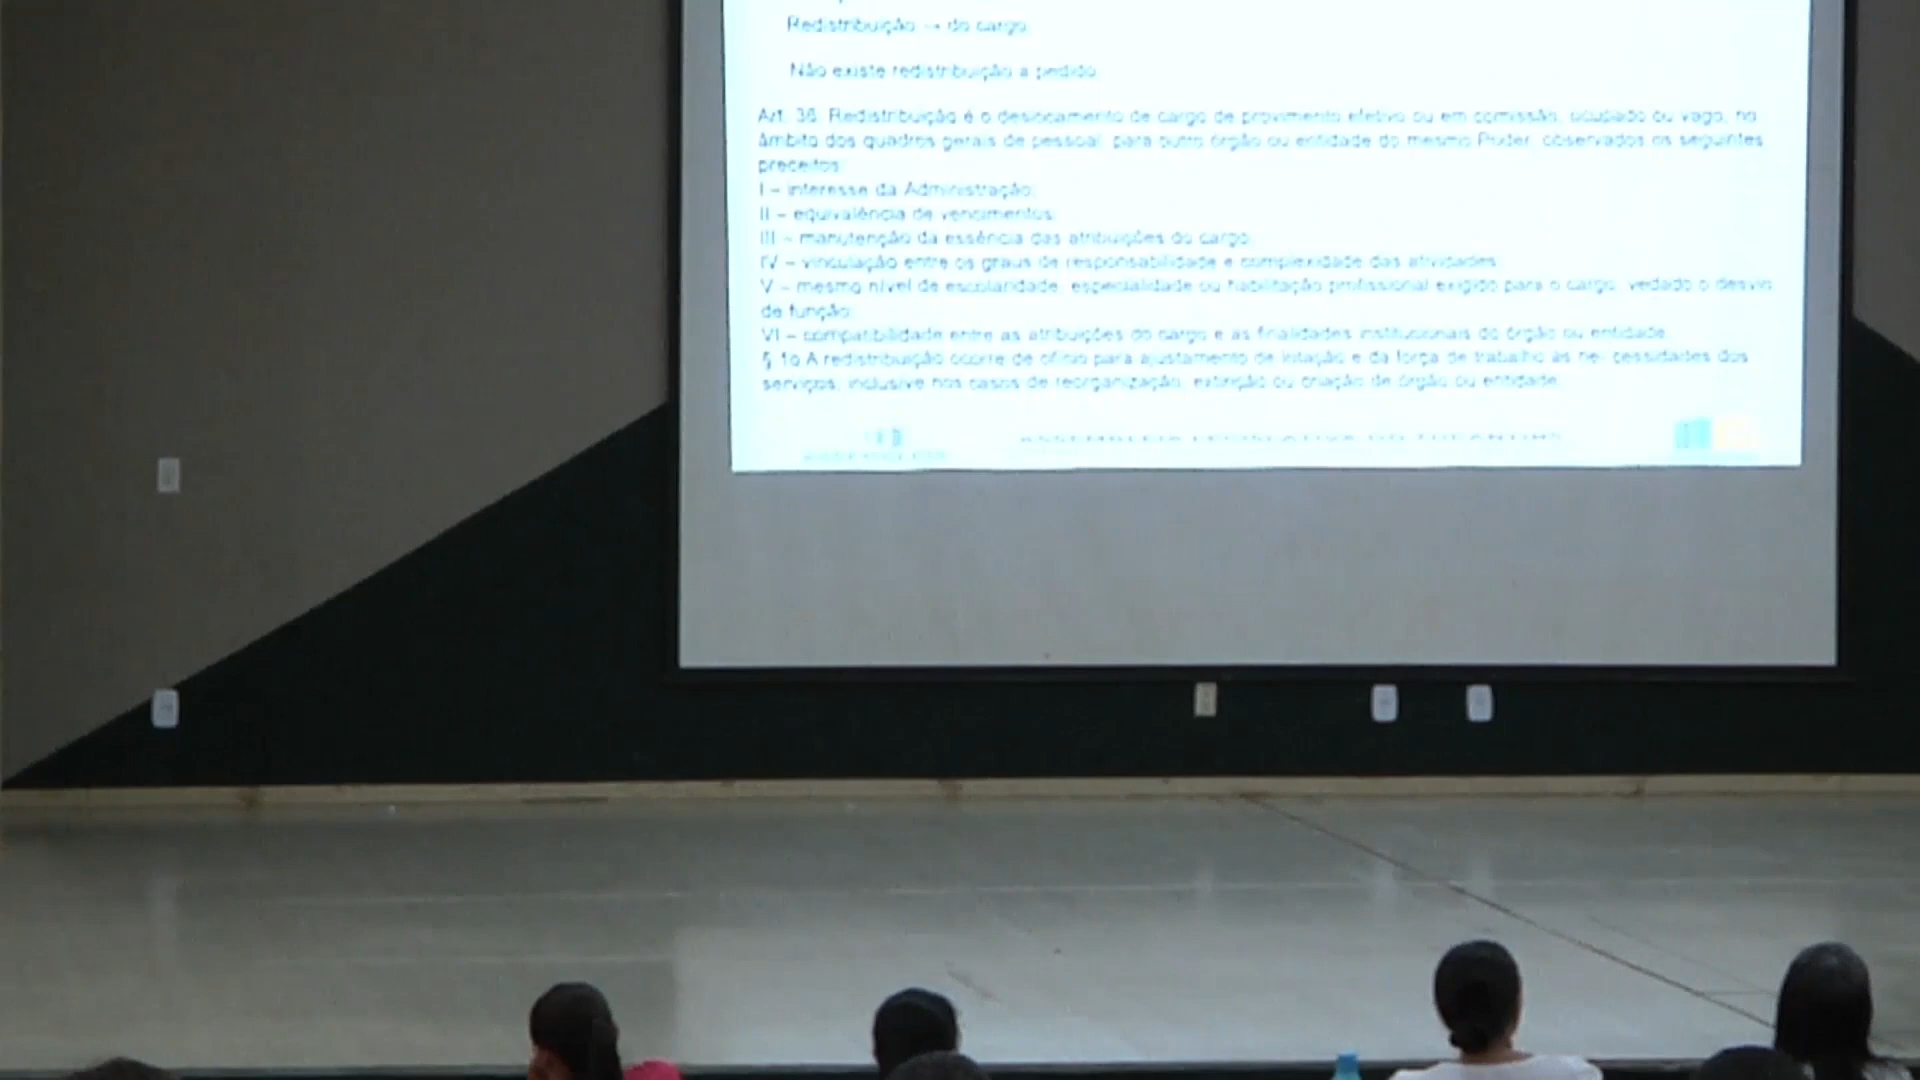 Redistribuição → do cargo.
Não existe redistribuição a pedido.
Art. 36. Redistribuição é o deslocamento de cargo de provimento efetivo ou em comissão, ocupado ou vago, no
âmbito dos quadros gerais de pessoal, para outro órgão ou entidade do mesmo Poder, observados os seguintes
preceitos:
I – interesse da Administração;
II – equivalência de vencimentos;
III – manutenção da essência das atribuições do cargo;
IV – vinculação entre os graus de responsabilidade e complexidade das atividades;
V – mesmo nível de escolaridade, especialidade ou habilitação profissional exigido para o cargo, vedado o desvio
de função;
VI – compatibilidade entre as atribuições do cargo e as finalidades institucionais do órgão ou entidade.
§ 1o A redistribuição ocorre de ofício para ajustamento de lotação e da força de trabalho às ne- cessidades dos
serviços, inclusive nos casos de reorganização, extinção ou criação de órgão ou entidade.